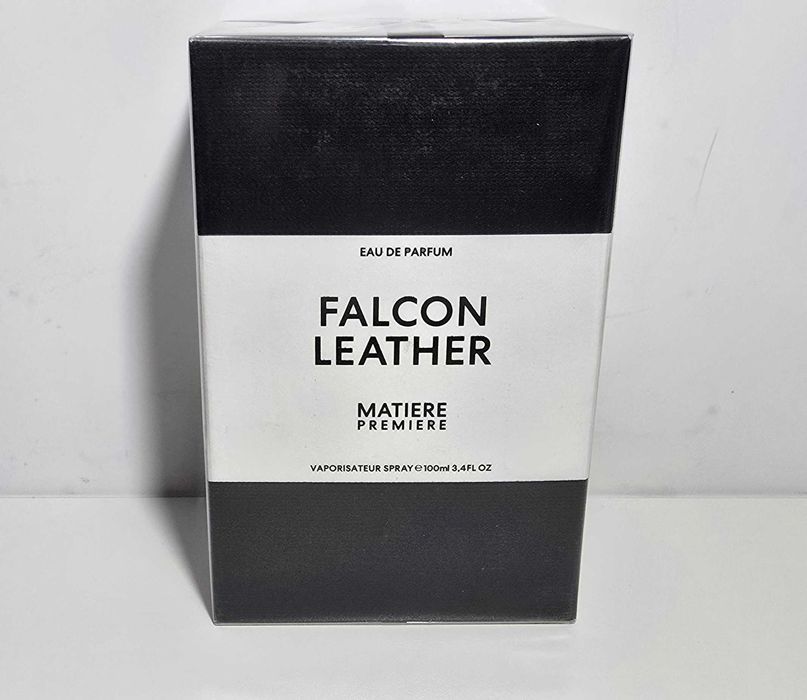 EAU DE PARFUM
FALCON
LEATHER
MATIERE
PREMIERE
VAPORISATEUR SPRAY ℮ 100ml 3,4FL OZ